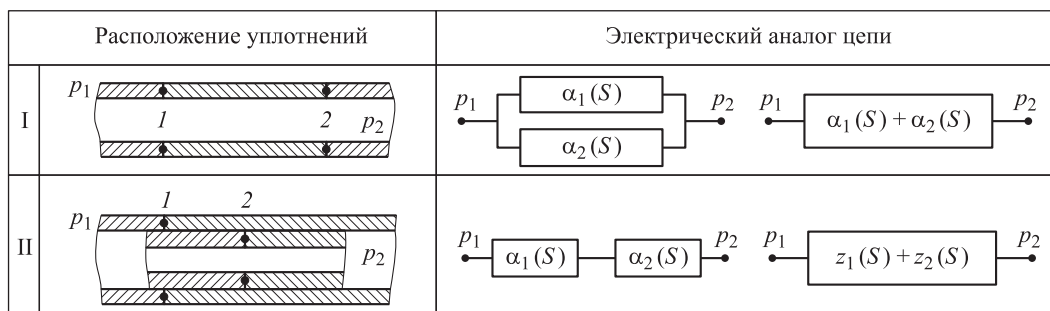 Расположение уплотнений
Электрический аналог цепи
I
p₁
1
2
p₂
p₁
α₁(S)
α₂(S)
p₂
p₁
α₁(S) + α₂(S)
p₂
II
p₁
1
2
p₂
p₁
α₁(S)
α₂(S)
p₂
p₁
z₁(S) + z₂(S)
p₂